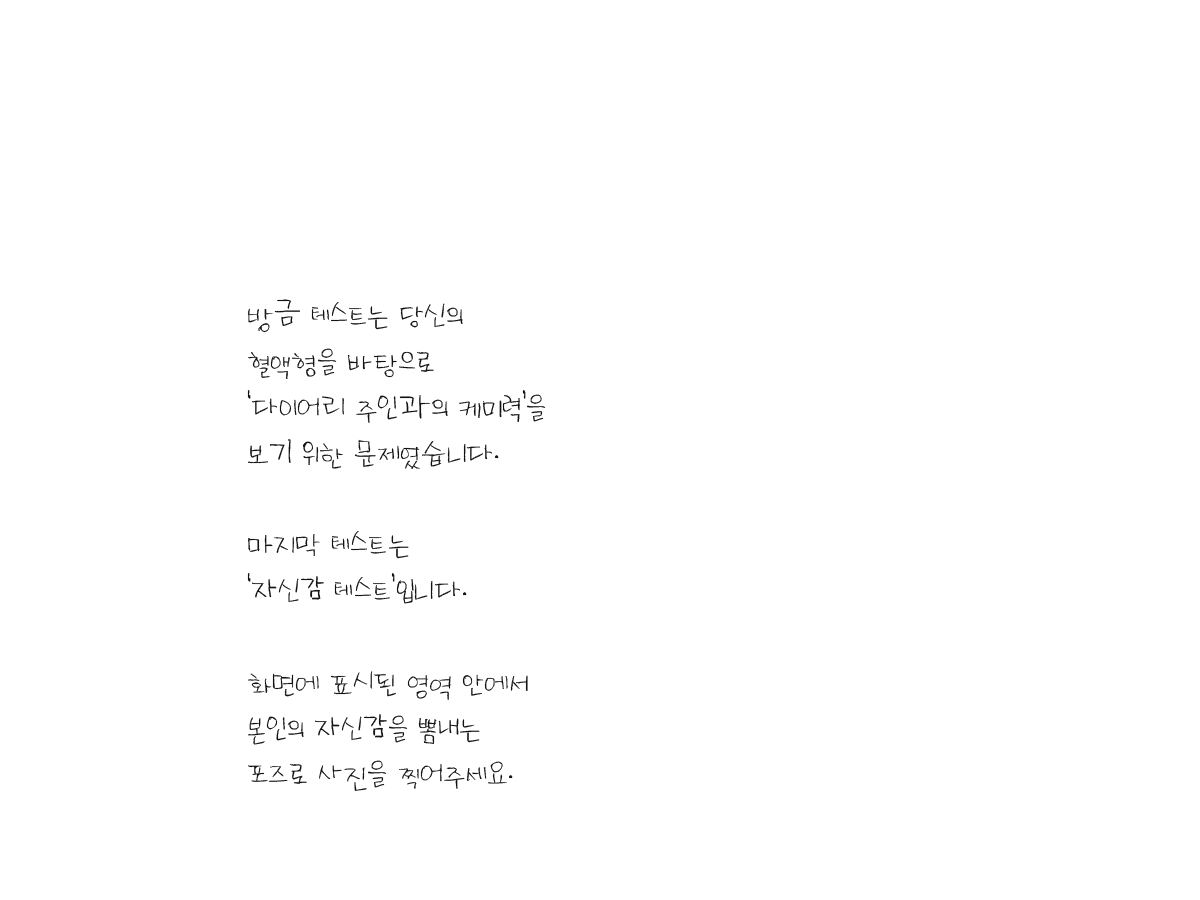 방금 테스트는 당신의
혈액형을 바탕으로
'다이어리 주인과의 케미력'을
보기 위한 문제였습니다.
마지막 테스트는
'자신감 테스트'입니다.
화면에 표시된 영역 안에서
본인의 자신감을 뽐내는
포즈로 사진을 찍어주세요.